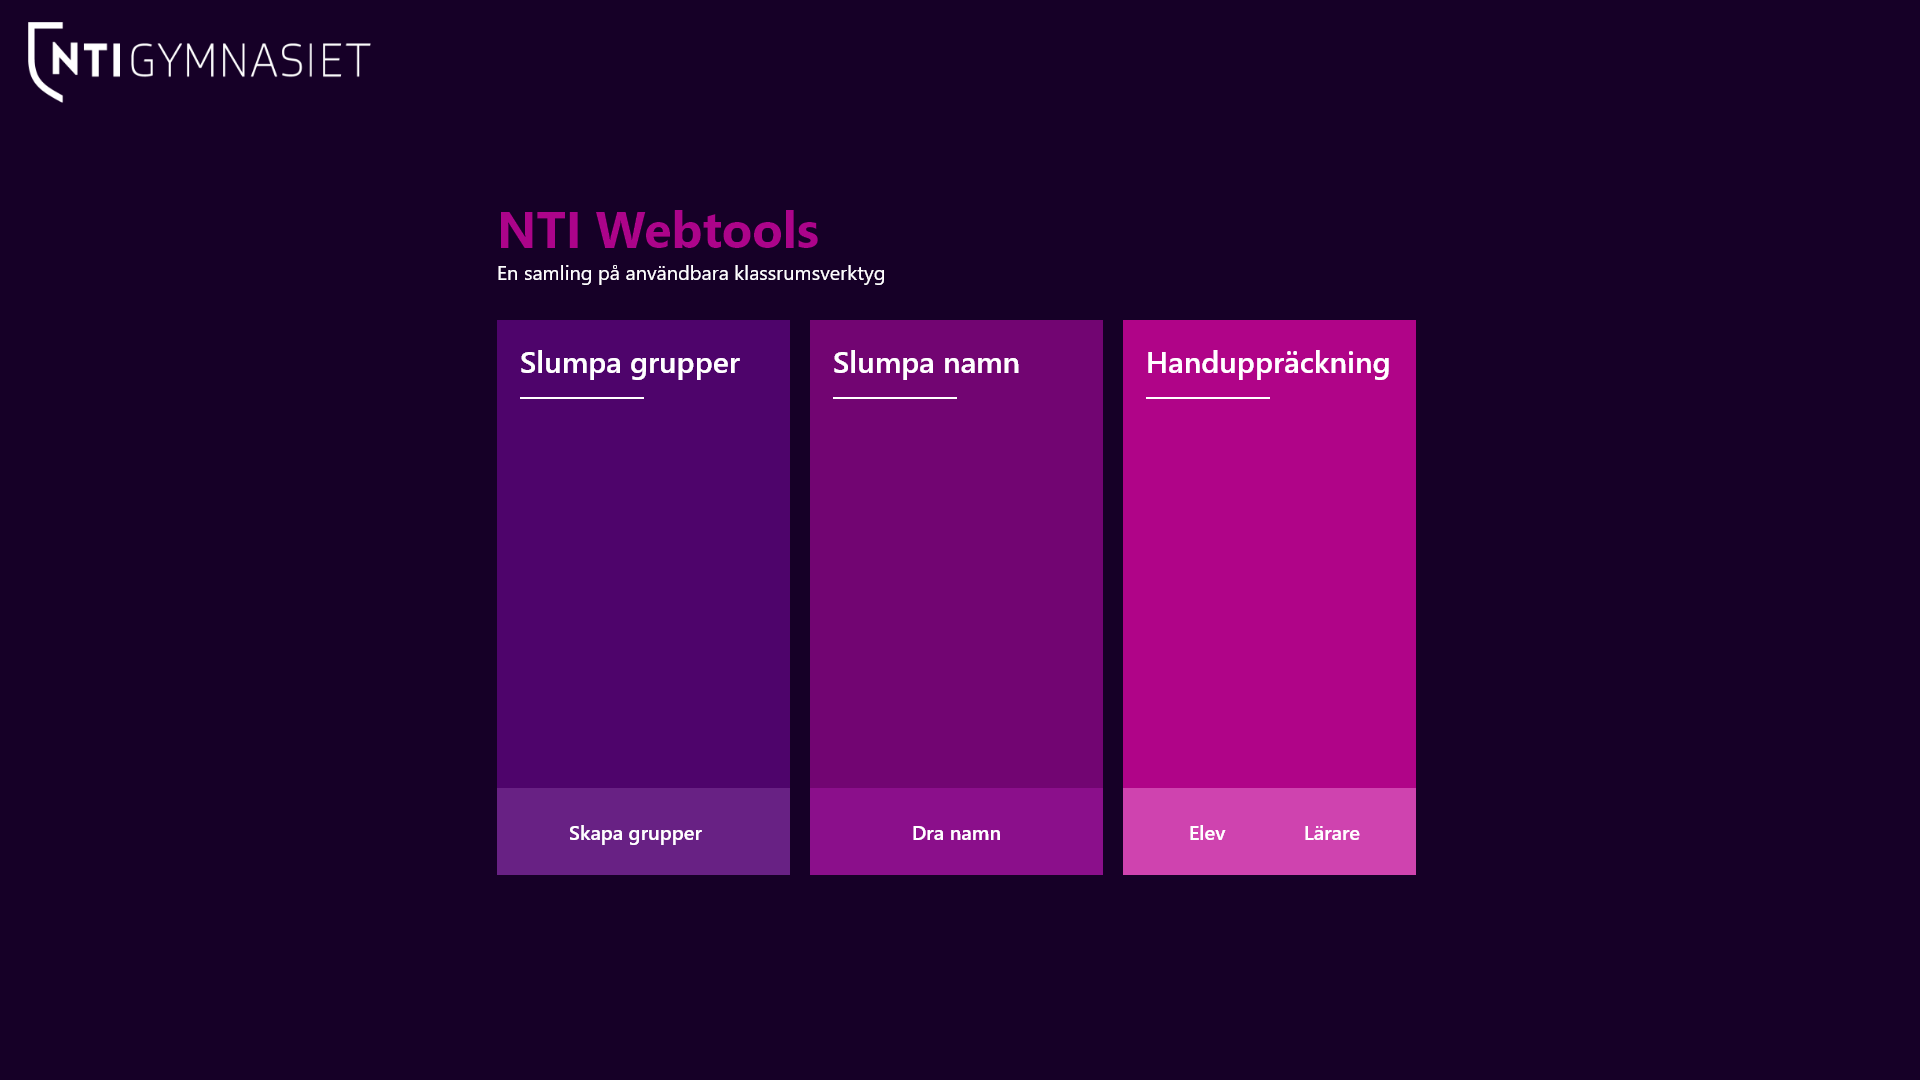 NTI GYMNASIET
NTI Webtools
En samling på användbara klassrumsverktyg
Slumpa grupper
Slumpa namn
Handuppräckning
Skapa grupper
Dra namn
Elev
Lärare